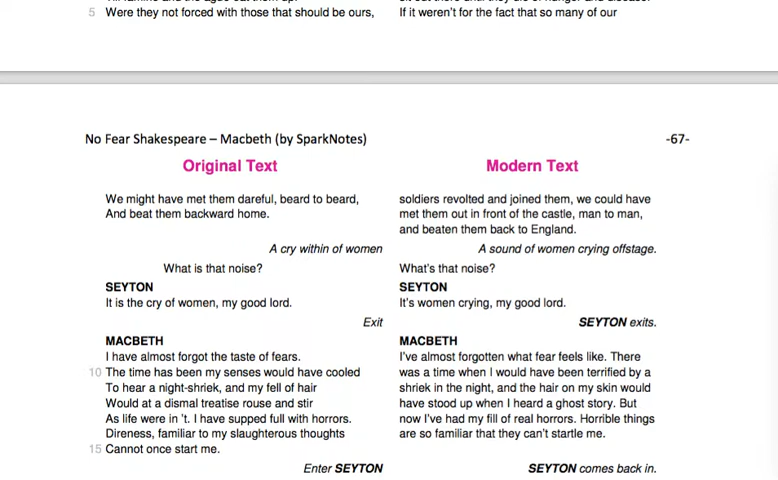 5 Were they not forced with those that should be ours,
If it weren't for the fact that so many of our
No Fear Shakespeare – Macbeth (by SparkNotes)
-67-
Original Text
We might have met them dareful, beard to beard,
And beat them backward home.
A cry within of women
What is that noise?
SEYTON
It is the cry of women, my good lord.
Exit
MACBETH
I have almost forgot the taste of fears.
10 The time has been my senses would have cooled
To hear a night-shriek, and my fell of hair
Would at a dismal treatise rouse and stir
As life were in 't. I have supped full with horrors.
Direness, familiar to my slaughterous thoughts
15 Cannot once start me.
Enter SEYTON
Modern Text
soldiers revolted and joined them, we could have
met them out in front of the castle, man to man,
and beaten them back to England.
A sound of women crying offstage.
What's that noise?
SEYTON
It's women crying, my good lord.
SEYTON exits.
MACBETH
I've almost forgotten what fear feels like. There
was a time when I would have been terrified by a
shriek in the night, and the hair on my skin would
have stood up when I heard a ghost story. But
now I've had my fill of real horrors. Horrible things
are so familiar that they can't startle me.
SEYTON comes back in.